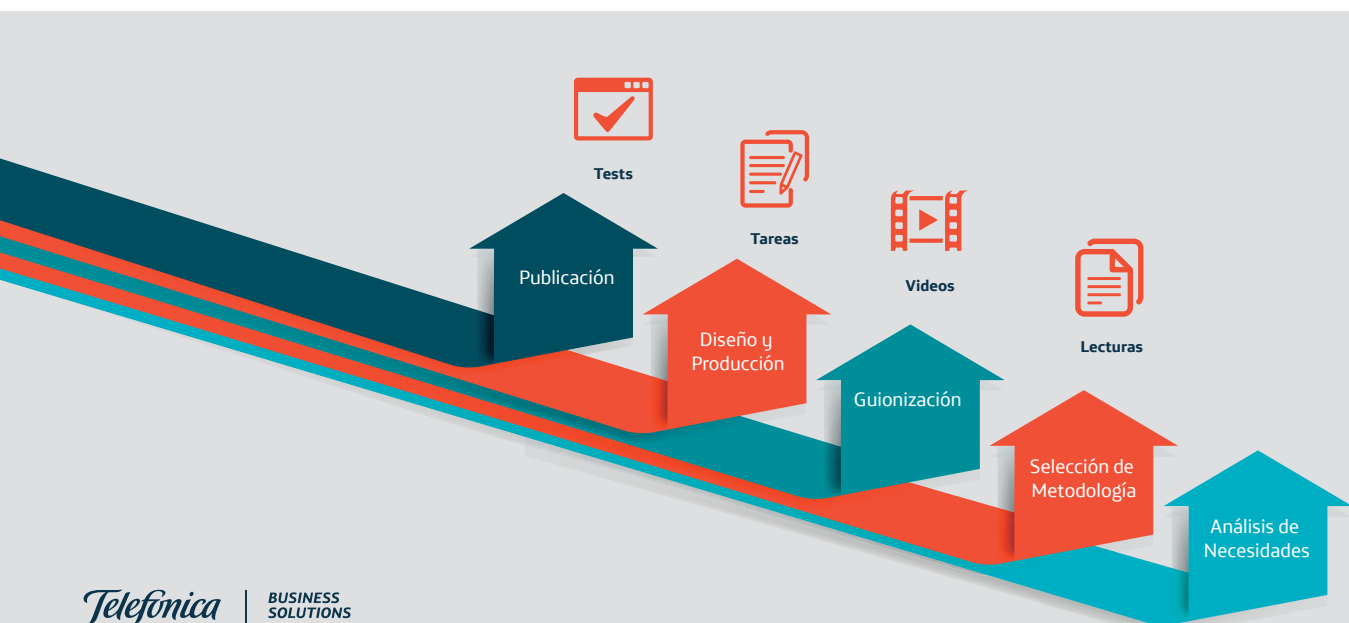 Tests
Tareas
Videos
Lecturas
Publicación
Diseño y
Producción
Guionización
Selección de
Metodología
Análisis de
Necesidades
Telefónica
BUSINESS
SOLUTIONS